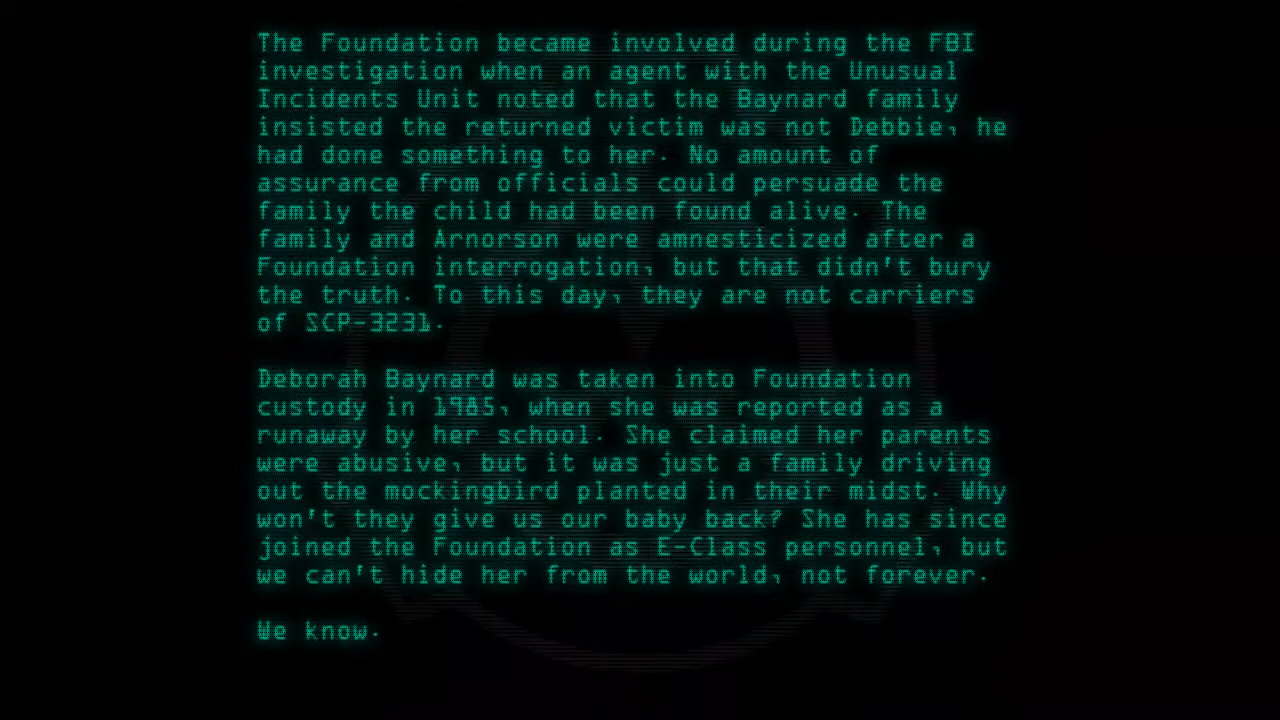 The Foundation became involved during the FBI
investigation when an agent with the Unusual
Incidents Unit noted that the Baynard family
insisted the returned victim was not Debbie, he
had done something to her. No amount of
assurance from officials could persuade the
family the child had been found alive. The
family and Arnorson were amnesticized after a
Foundation interrogation, but that didn't bury
the truth. To this day, they are not carriers
of SCP-3231.
Deborah Baynard was taken into Foundation
custody in 1985, when she was reported as a
runaway by her school. She claimed her parents
were abusive, but it was just a family driving
out the mockingbird planted in their midst. Why
won't they give us our baby back? She has since
joined the Foundation as E-Class personnel, but
we can't hide her from the world, not forever.
We know.